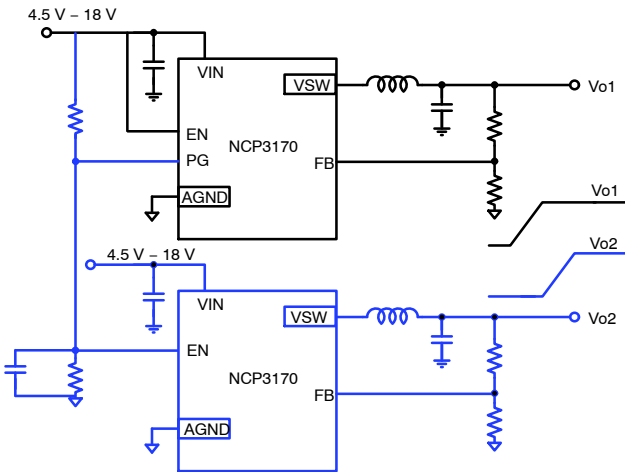 4.5 V – 18 V
VIN
VSW
Vo1
EN
NCP3170
PG
FB
AGND
Vo1
4.5 V – 18 V
Vo2
VIN
VSW
Vo2
EN
NCP3170
FB
AGND